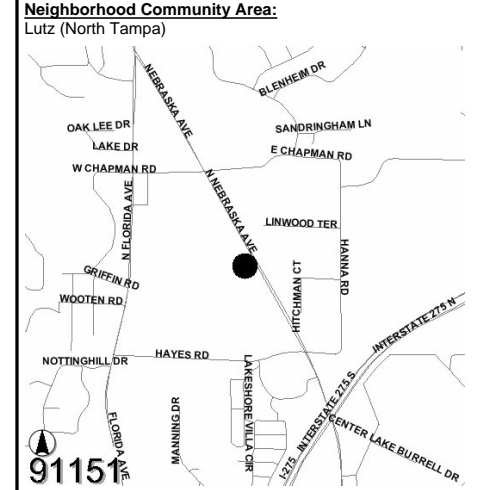 Neighborhood Community Area:
Lutz (North Tampa)
NEBRASKA AVE
BLENHEIM DR
OAK LEE DR
SANDRINGHAM LN
LAKE DR
E CHAPMAN RD
W CHAPMAN RD
N NEBRASKA AVE
N FLORIDA AVE
LINWOOD TER
HANNA RD
HITCHMAN CT
GRIFFIN RD
WOOTEN RD
INTERSTATE 275 N
NOTTINGHILL DR
HAYES RD
LAKESHORE VILLA CIR
INTERSTATE 275 S
I-275
MANNING DR
FLORIDA AVE
CENTER LAKE BURRELL DR
91151